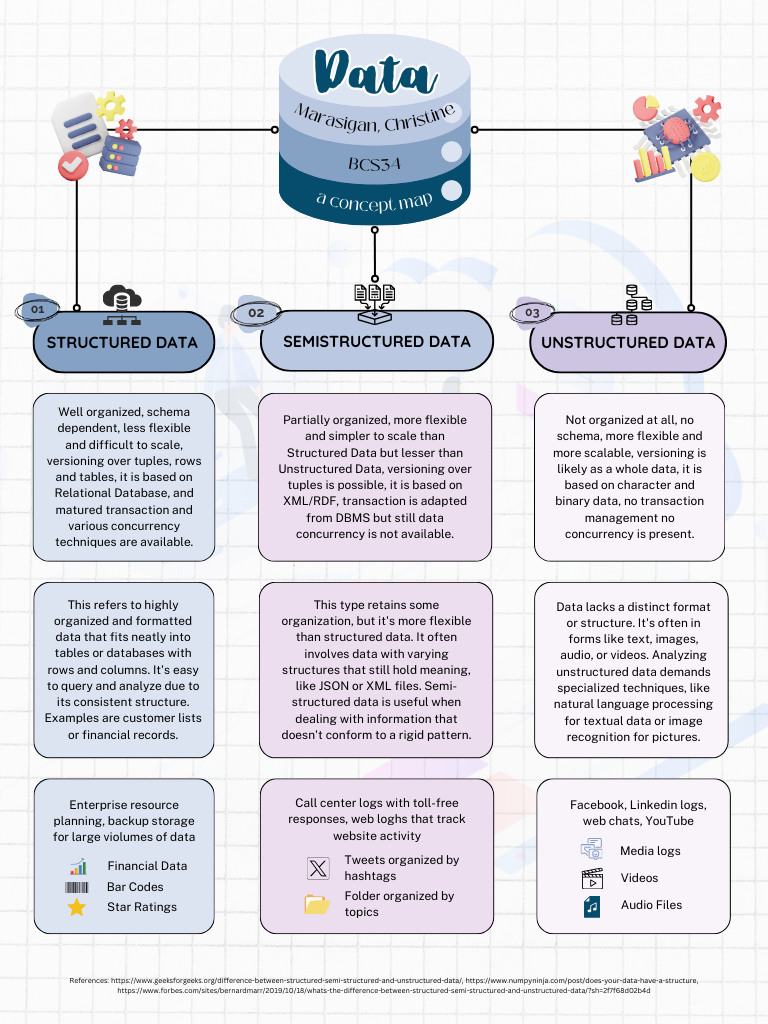 Data
Marasigan, Christine
BCS34
a concept map
01
STRUCTURED DATA
02
SEMISTRUCTURED DATA
03
UNSTRUCTURED DATA
Well organized, schema
dependent, less flexible
and difficult to scale,
versioning over tuples, rows
and tables, it is based on
Relational Database, and
matured transaction and
various concurrency
techniques are available.
Partially organized, more flexible
and simpler to scale than
Structured Data but lesser than
Unstructured Data, versioning over
tuples is possible, it is based on
XML/RDF, transaction is adapted
from DBMS but still data
concurrency is not available.
Not organized at all, no
schema, more flexible and
more scalable, versioning is
likely as a whole data, it is
based on character and
binary data, no transaction
management no
concurrency is present.
This refers to highly
organized and formatted
data that fits neatly into
tables or databases with
rows and columns. It's easy
to query and analyze due to
its consistent structure.
Examples are customer lists
or financial records.
This type retains some
organization, but it's more flexible
than structured data. It often
involves data with varying
structures that still hold meaning,
like JSON or XML files. Semi-
structured data is useful when
dealing with information that
doesn't conform to a rigid pattern.
Data lacks a distinct format
or structure. It's often in
forms like text, images,
audio, or videos. Analyzing
unstructured data demands
specialized techniques, like
natural language processing
for textual data or image
recognition for pictures.
Enterprise resource
planning, backup storage
for large violumes of data
Financial Data
Bar Codes
Star Ratings
Call center logs with toll-free
responses, web loghs that track
website activity
Tweets organized by
hashtags
Folder organized by
topics
Facebook, Linkedin logs,
web chats, YouTube
Media logs
Videos
Audio Files
References: https://www.geeksforgeeks.org/difference-between-structured-semi-structured-and-unstructured-data/, https://www.numpyninja.com/post/does-your-data-have-a-structure,
https://www.forbes.com/sites/bernardmarr/2019/10/18/whats-the-difference-between-structured-semi-structured-and-unstructured-data/?sh=2f7f68d02b4d